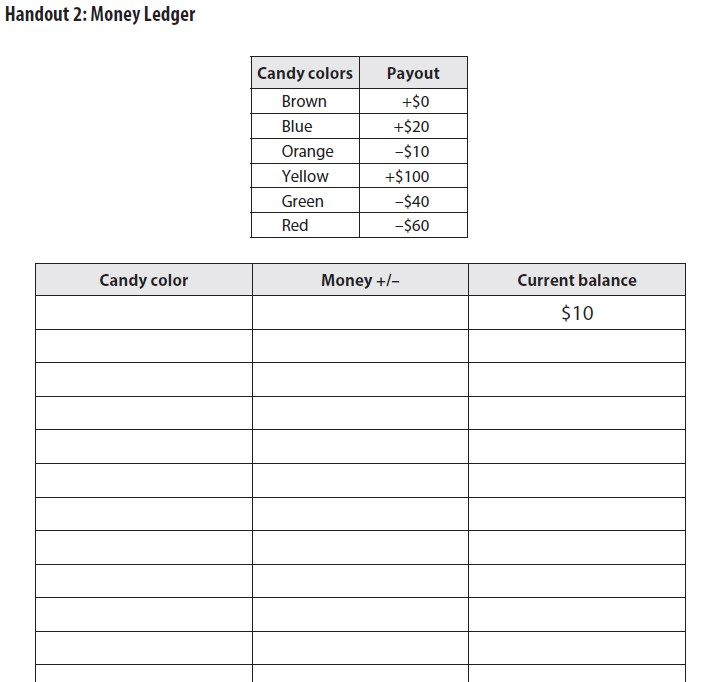 Handout 2: Money Ledger
Candy colors Payout
Brown +$0
Blue +$20
Orange –$10
Yellow +$100
Green –$40
Red –$60
Candy color Money +/– Current balance
$10